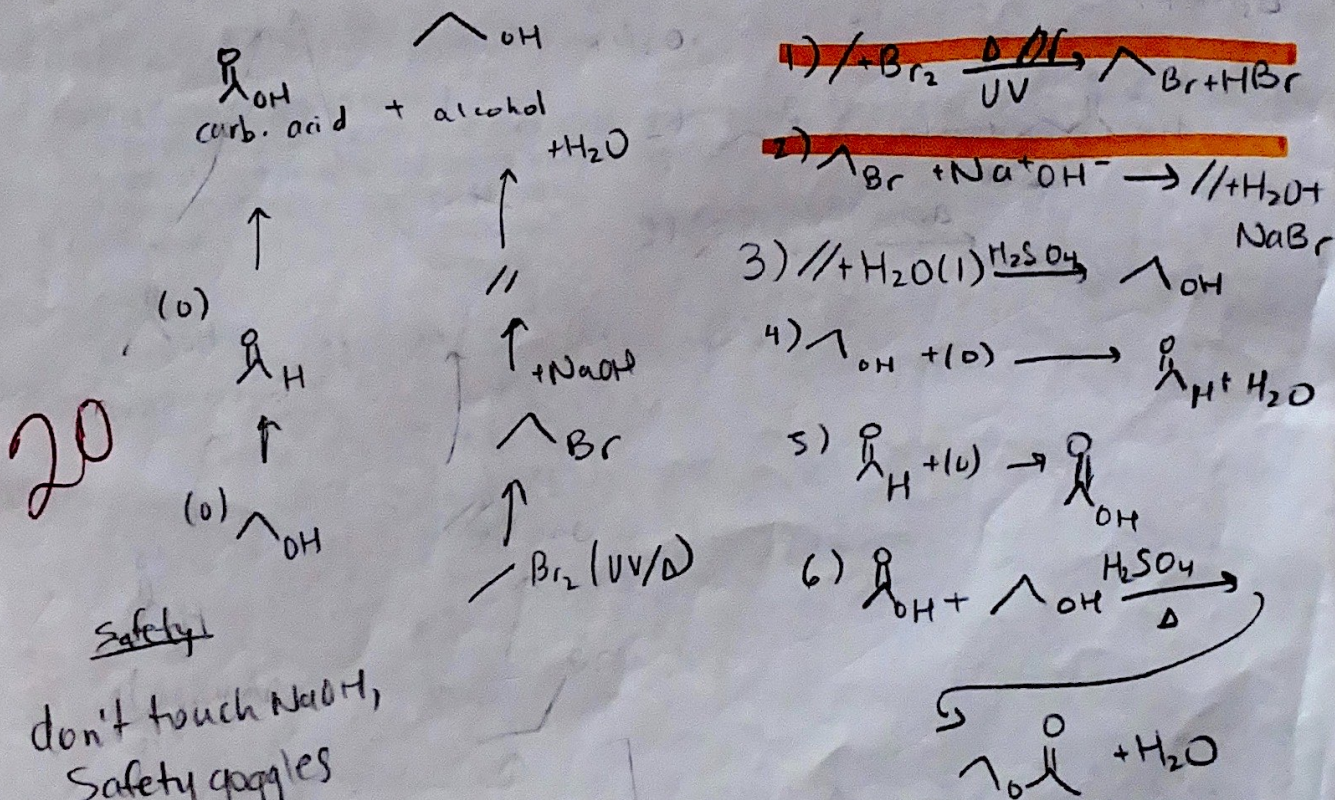 OH
OH
carb. acid + alcohol
+H₂O
(o)
H
+NaOH
Br
20
(o) OH
Br₂ (UV/Δ)
Safety!
don't touch NaOH,
Safety goggles
1) +Br₂ Δ Or UV → Br+HBr
2) Br +Na⁺OH⁻ → //+H₂O+
NaBr
3) //+H₂O(l) H₂SO₄ → OH
4) OH +(o) → O H+ H₂O
5) O H +(o) → O OH
6) O OH + OH H₂SO₄ Δ →
O O +H₂O